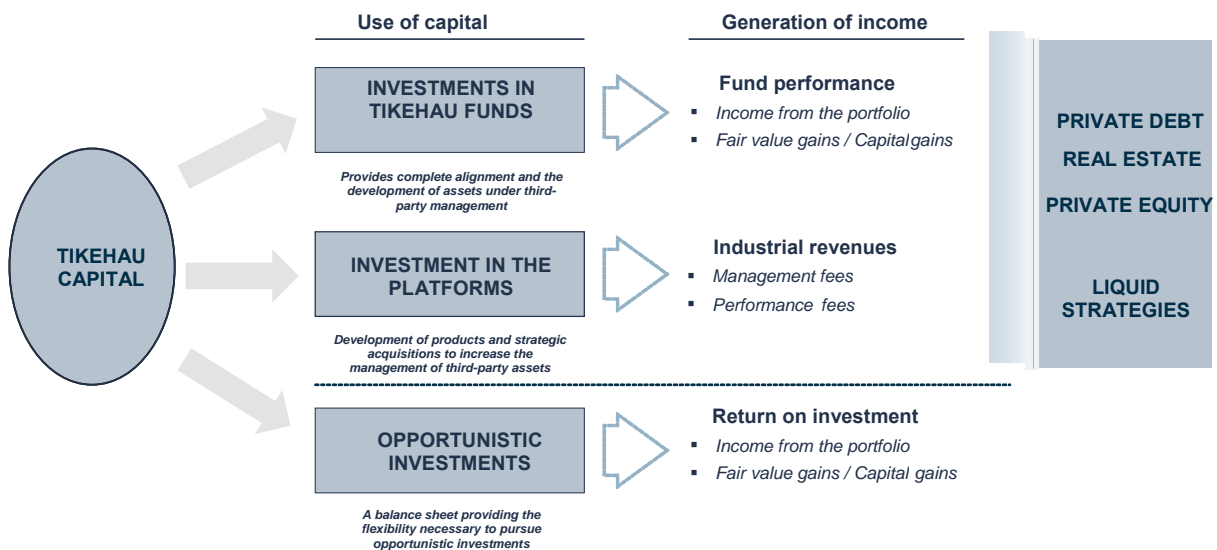 Use of capital
Generation of income
INVESTMENTS IN
TIKEHAU FUNDS
Provides complete alignment and the
development of assets under third-
party management
Fund performance
▪ Income from the portfolio
▪ Fair value gains / Capitalgains
TIKEHAU
CAPITAL
INVESTMENT IN THE
PLATFORMS
Development of products and strategic
acquisitions to increase the
management of third-party assets
Industrial revenues
▪ Management fees
▪ Performance fees
OPPORTUNISTIC
INVESTMENTS
A balance sheet providing the
flexibility necessary to pursue
opportunistic investments
Return on investment
▪ Income from the portfolio
▪ Fair value gains / Capital gains
PRIVATE DEBT
REAL ESTATE
PRIVATE EQUITY
LIQUID
STRATEGIES